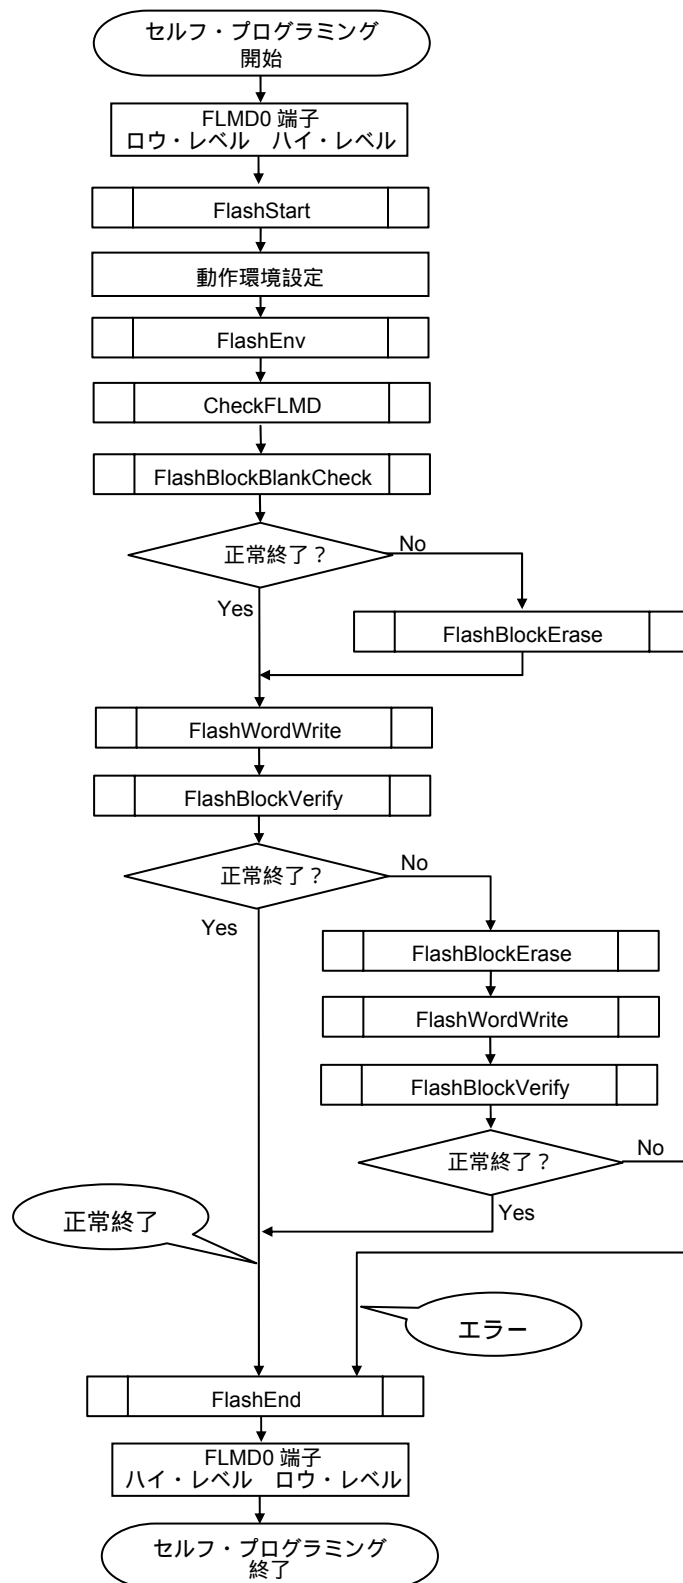 セルフ・プログラミング
開始
FLMD0 端子
ロウ・レベル　ハイ・レベル
FlashStart
動作環境設定
FlashEnv
CheckFLMD
FlashBlockBlankCheck
正常終了？
No
Yes
FlashBlockErase
FlashWordWrite
FlashBlockVerify
正常終了？
No
Yes
FlashBlockErase
FlashWordWrite
FlashBlockVerify
正常終了？
No
Yes
正常終了
エラー
FlashEnd
FLMD0 端子
ハイ・レベル　ロウ・レベル
セルフ・プログラミング
終了